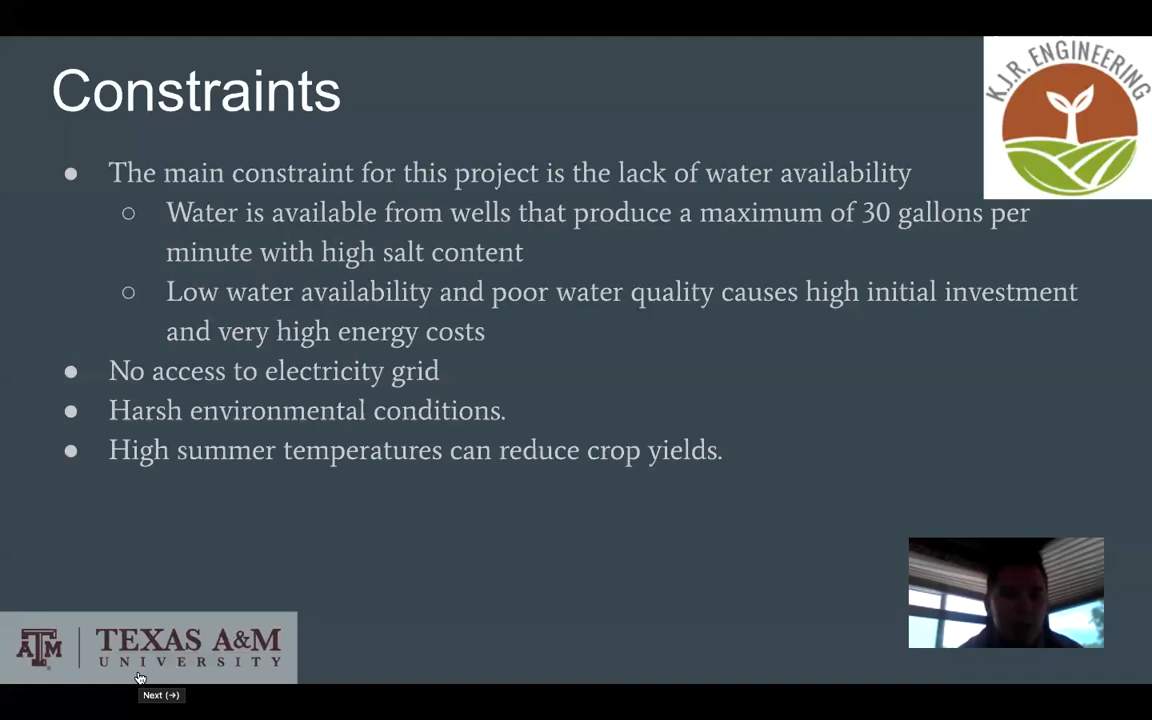 Constraints
K.J.R. ENGINEERING
● The main constraint for this project is the lack of water availability
○ Water is available from wells that produce a maximum of 30 gallons per
minute with high salt content
○ Low water availability and poor water quality causes high initial investment
and very high energy costs
● No access to electricity grid
● Harsh environmental conditions.
● High summer temperatures can reduce crop yields.
ATM
TEXAS A&M
UNIVERSITY
Next (→)